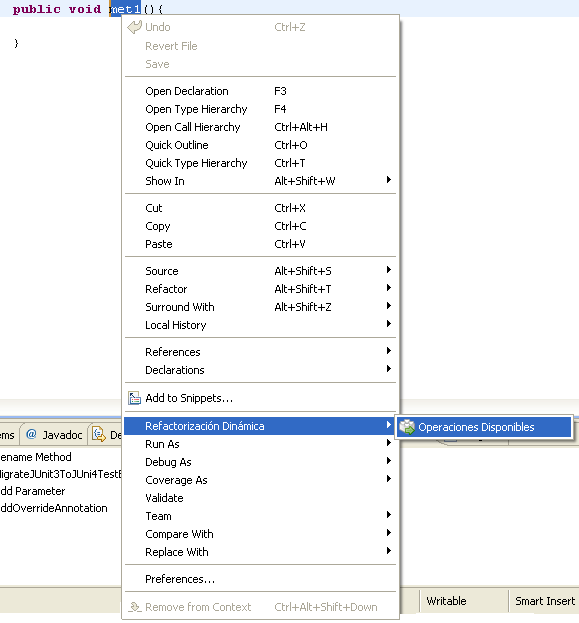 public void met1(){
}
Undo Ctrl+Z
Revert File
Save
Open Declaration F3
Open Type Hierarchy F4
Open Call Hierarchy Ctrl+Alt+H
Quick Outline Ctrl+O
Quick Type Hierarchy Ctrl+T
Show In Alt+Shift+W
Cut Ctrl+X
Copy Ctrl+C
Paste Ctrl+V
Source Alt+Shift+S
Refactor Alt+Shift+T
Surround With Alt+Shift+Z
Local History
References
Declarations
Add to Snippets...
Refactorización Dinámica
Operaciones Disponibles
Run As
Debug As
Coverage As
Validate
Team
Compare With
Replace With
Preferences...
Remove from Context Ctrl+Alt+Shift+Down
ems @ Javadoc De
ename Method
igrateJUnit3ToJUni4TestE
dd Parameter
ddOverrideAnnotation
Writable Smart Insert